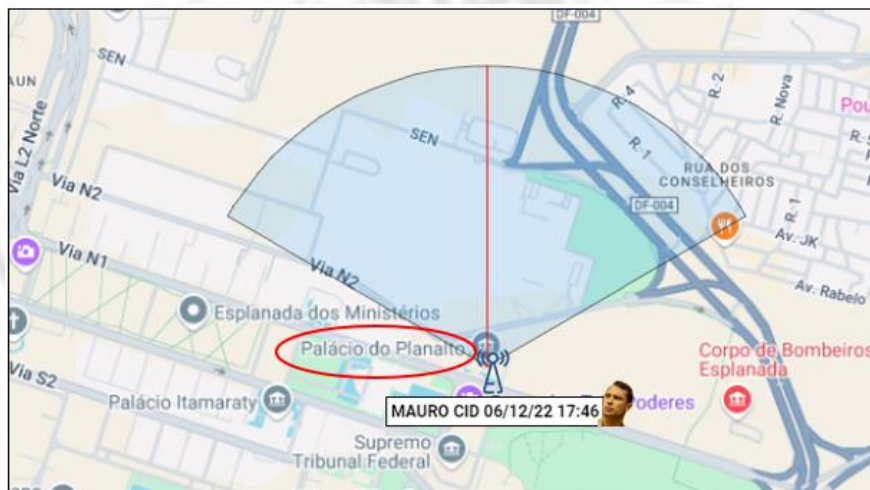 DF-004
SEN
AUN
Via L2 Norte
R. 4
R. 2
R. Nova
Pou
R. 1
SEN
RUA DOS
CONSELHEIROS
R. 1
DF-004
Via N2
Av. JK
Via N1
Via N2
Av. Rabelo
Esplanada dos Ministérios
Palácio do Planalto
Corpo de Bombeiros
Esplanada
Via S2
Palácio Itamaraty
MAURO CID 06/12/22 17:46
Poderes
Supremo
Tribunal Federal